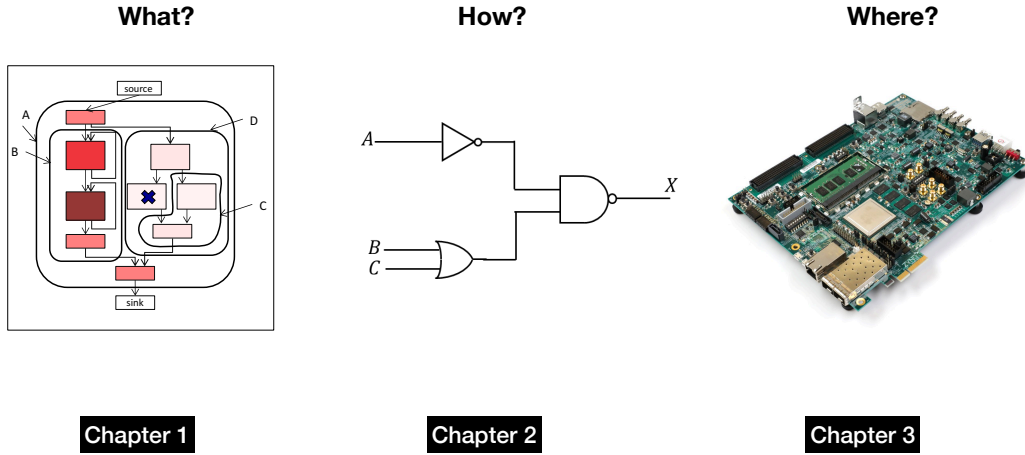 What?
How?
Where?
source
A
B
D
C
sink
A
B
C
X
Chapter 1
Chapter 2
Chapter 3